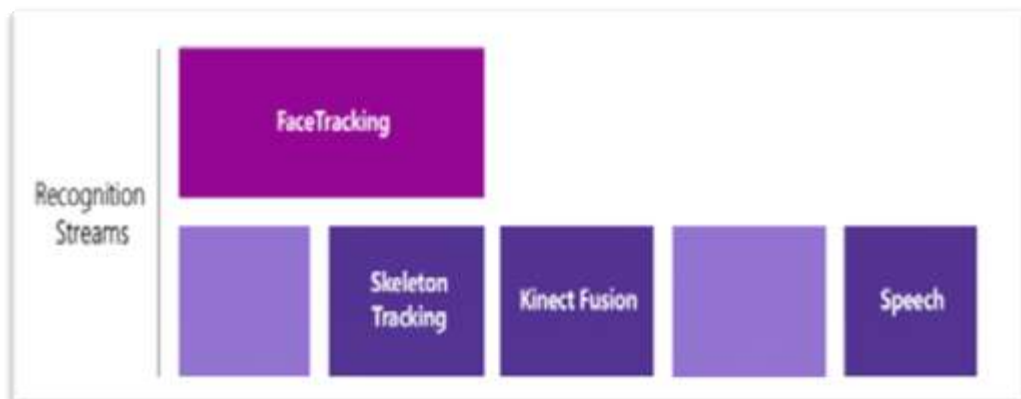 FaceTracking
Recognition
Streams
Skeleton
Tracking
Kinect Fusion
Speech